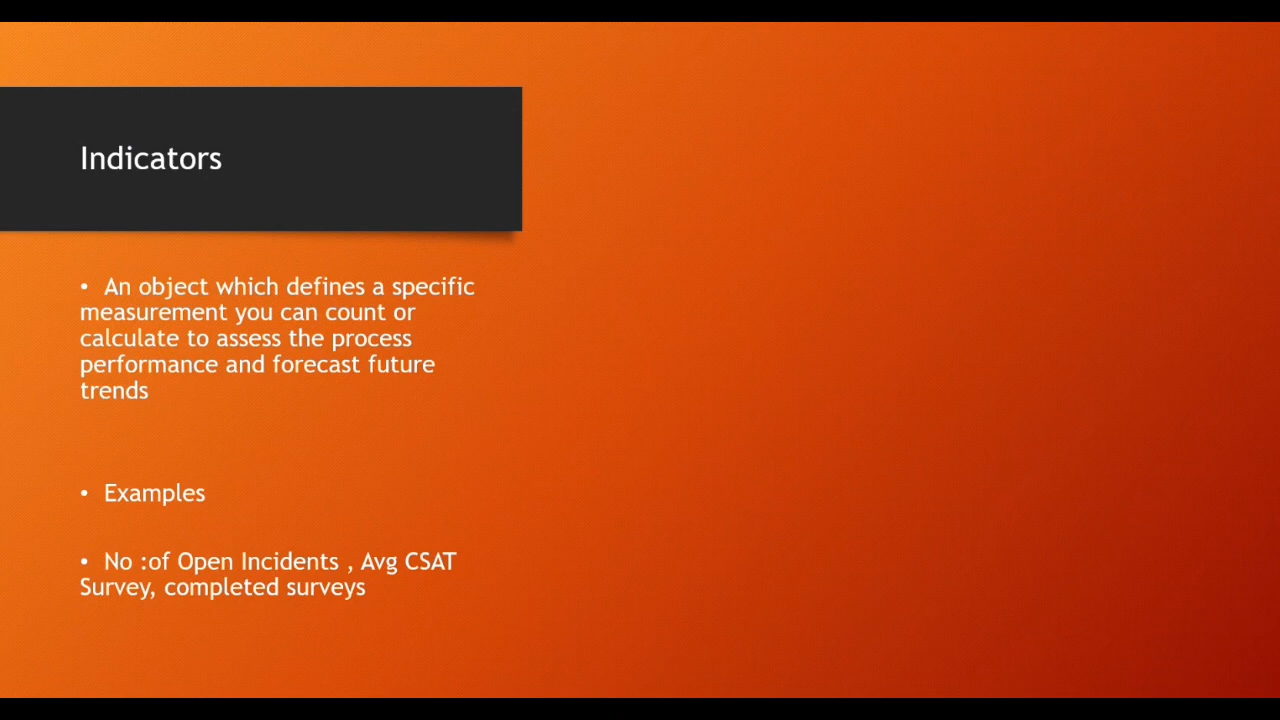 Indicators
• An object which defines a specific
measurement you can count or
calculate to assess the process
performance and forecast future
trends
• Examples
• No :of Open Incidents , Avg CSAT
Survey, completed surveys